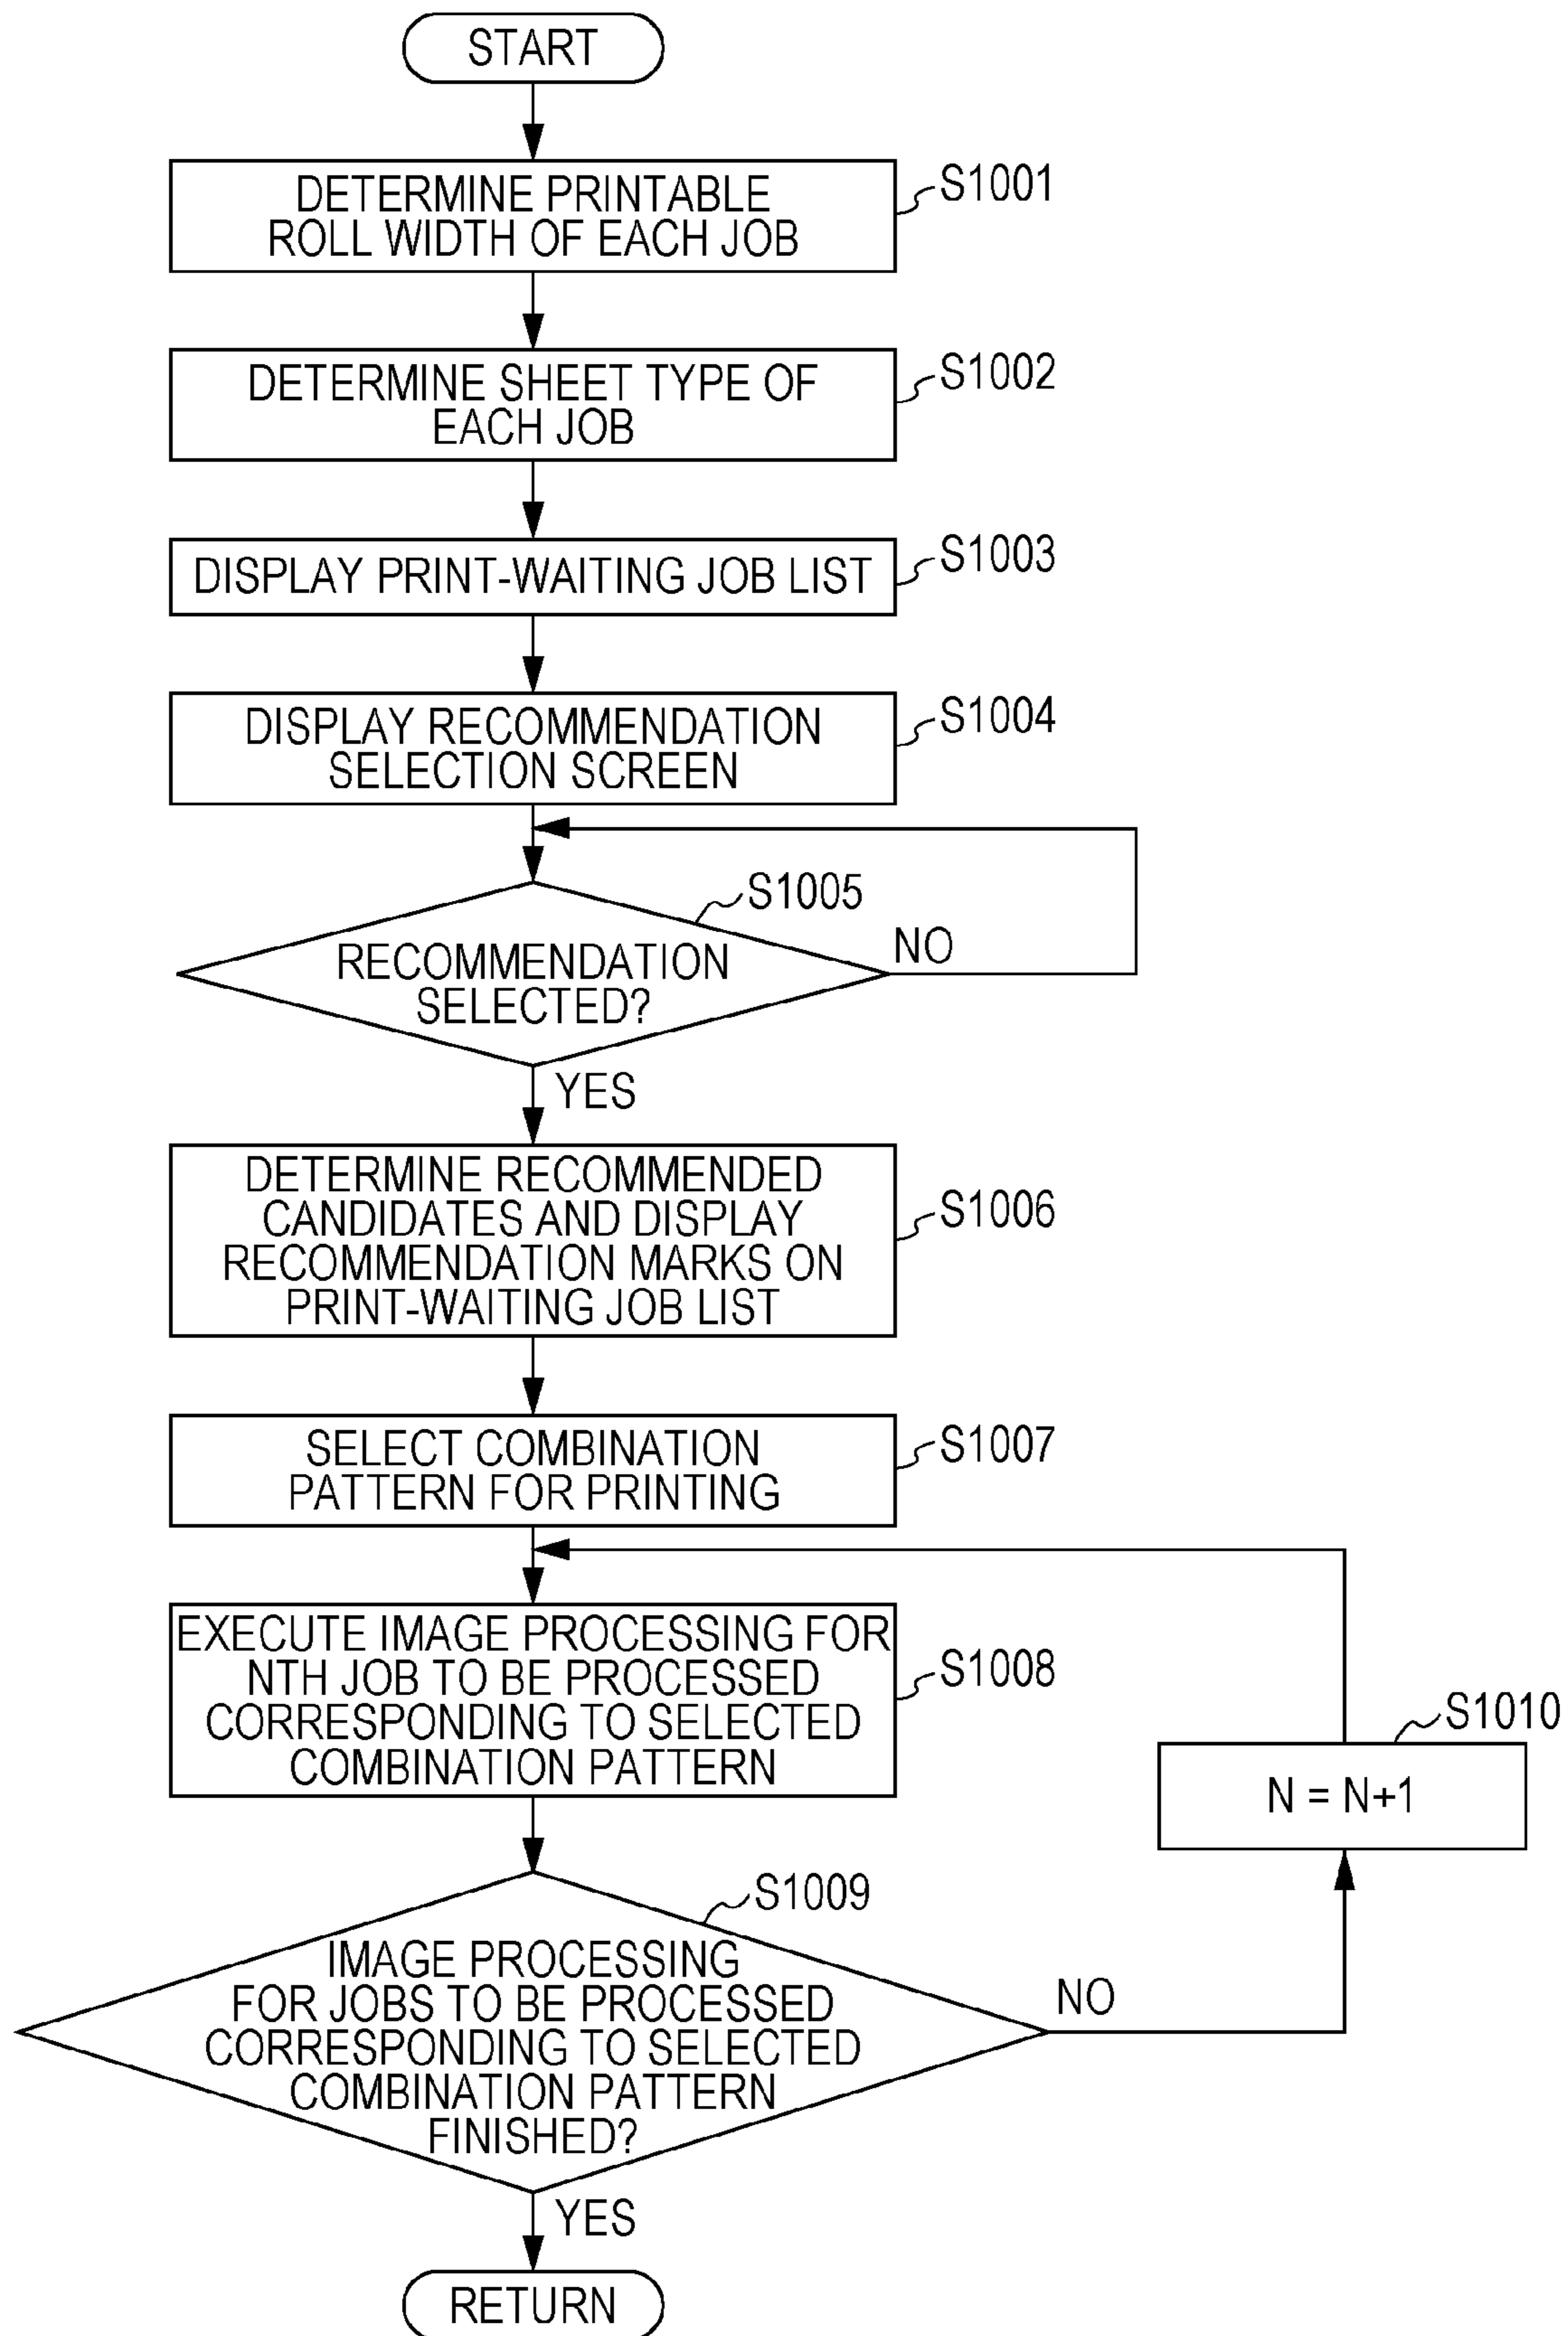 START
DETERMINE PRINTABLE
ROLL WIDTH OF EACH JOB
S1001
DETERMINE SHEET TYPE OF
EACH JOB
S1002
DISPLAY PRINT-WAITING JOB LIST
S1003
DISPLAY RECOMMENDATION
SELECTION SCREEN
S1004
S1005
RECOMMENDATION
SELECTED?
NO
YES
DETERMINE RECOMMENDED
CANDIDATES AND DISPLAY
RECOMMENDATION MARKS ON
PRINT-WAITING JOB LIST
S1006
SELECT COMBINATION
PATTERN FOR PRINTING
S1007
EXECUTE IMAGE PROCESSING FOR
NTH JOB TO BE PROCESSED
CORRESPONDING TO SELECTED
COMBINATION PATTERN
S1008
S1010
N = N+1
S1009
IMAGE PROCESSING
FOR JOBS TO BE PROCESSED
CORRESPONDING TO SELECTED
COMBINATION PATTERN
FINISHED?
NO
YES
RETURN